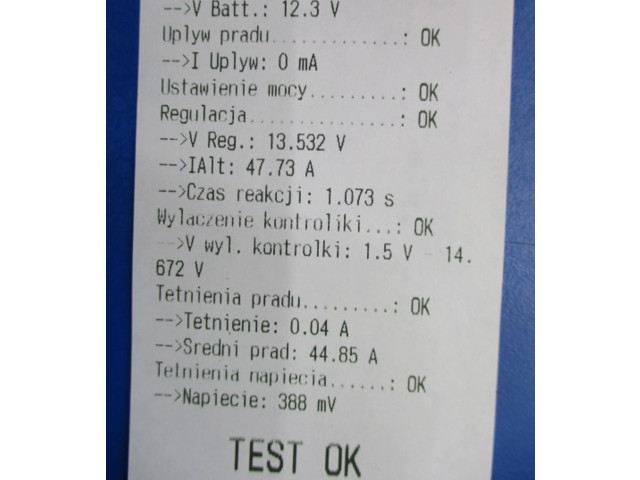 -->V Batt.: 12.3 V
Uplyw pradu.............: OK
-->I Uplyw: 0 mA
Ustawienie mocy.........: OK
Regulacja...............: OK
-->V Reg.: 13.532 V
-->IAlt: 47.73 A
-->Czas reakcji: 1.073 s
Wylaczenie kontroliki...: OK
-->V wyl. kontrolki: 1.5 V - 14.
672 V
Tetnienia pradu.........: OK
-->Tetnienie: 0.04 A
-->Sredni prad: 44.85 A
Tetnienia napiecia......: OK
-->Napiecie: 388 mV
TEST OK